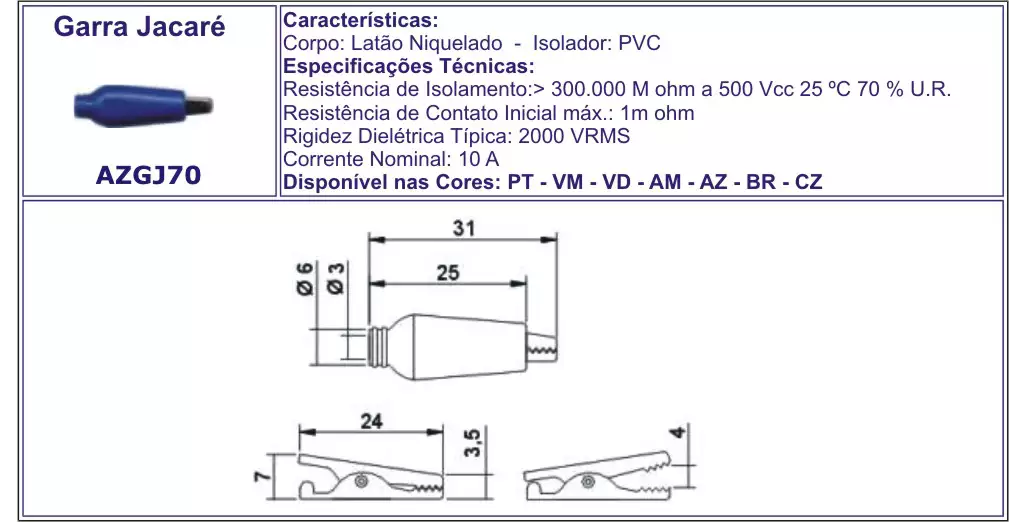 Garra Jacaré
AZGJ70
Características:
Corpo: Latão Niquelado - Isolador: PVC
Especificações Técnicas:
Resistência de Isolamento:> 300.000 M ohm a 500 Vcc 25 ºC 70 % U.R.
Resistência de Contato Inicial máx.: 1m ohm
Rigidez Dielétrica Típica: 2000 VRMS
Corrente Nominal: 10 A
Disponível nas Cores: PT - VM - VD - AM - AZ - BR - CZ
31
25
Ø 6
Ø 3
24
3,5
7
4